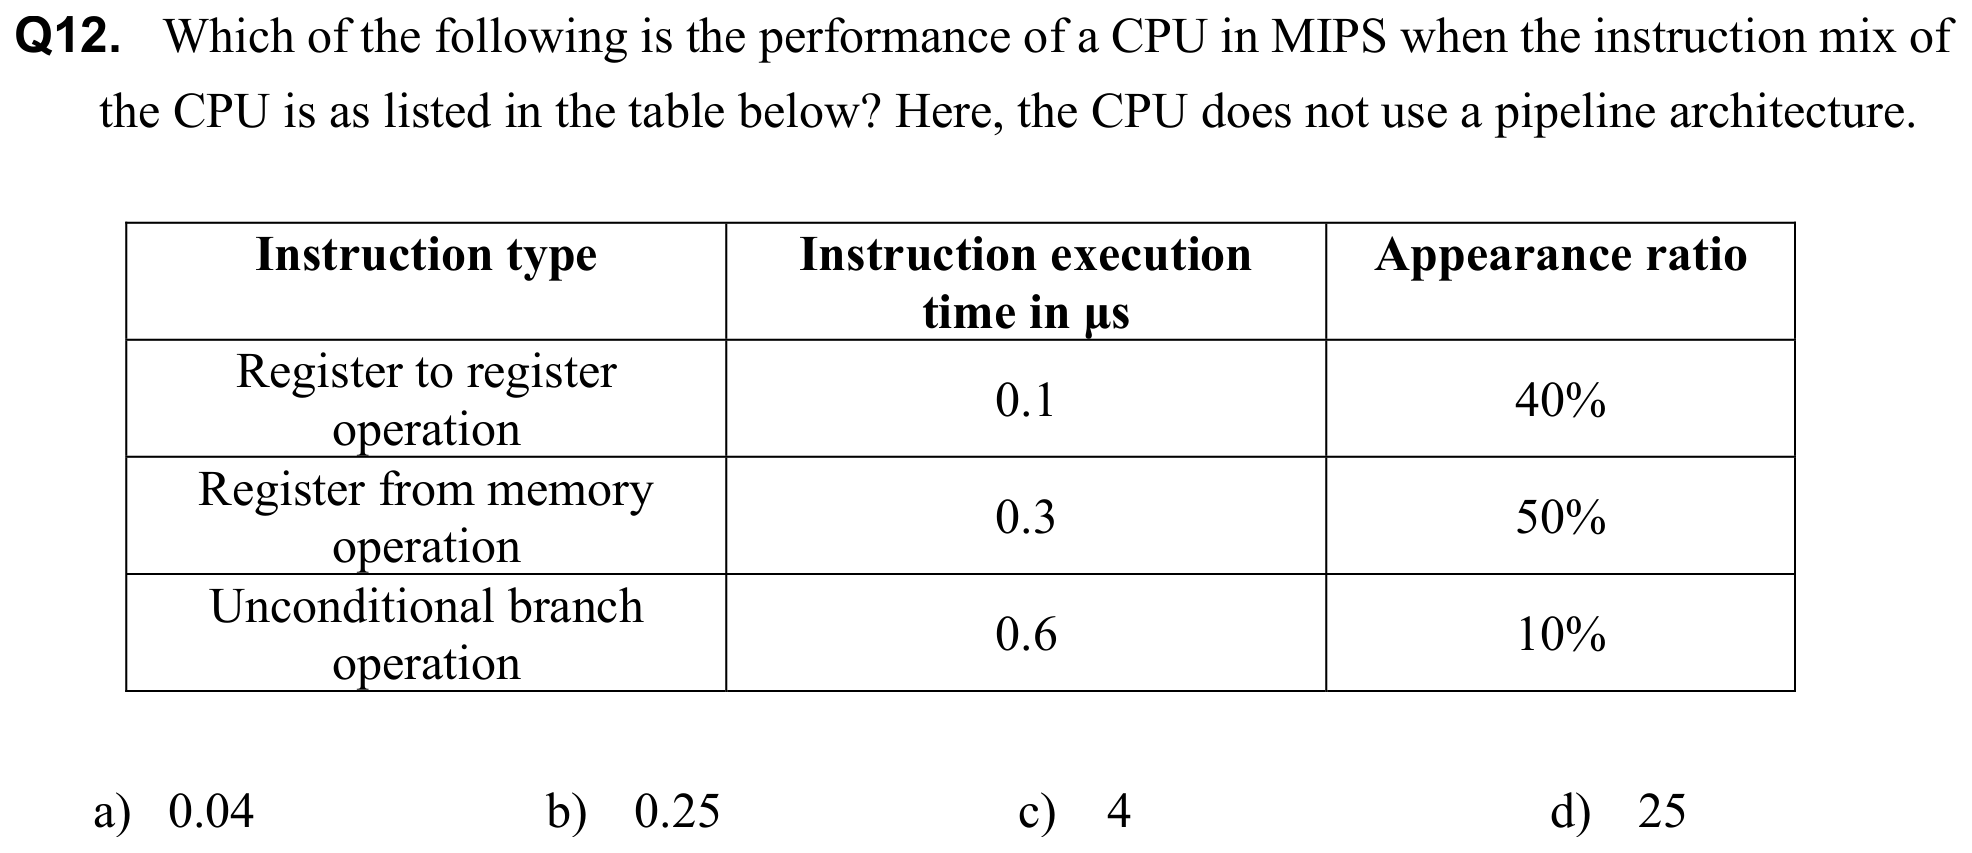 Q12. Which of the following is the performance of a CPU in MIPS when the instruction mix of
the CPU is as listed in the table below? Here, the CPU does not use a pipeline architecture.
Instruction type Instruction execution time in μs Appearance ratio
Register to register operation 0.1 40%
Register from memory operation 0.3 50%
Unconditional branch operation 0.6 10%
a) 0.04 b) 0.25 c) 4 d) 25